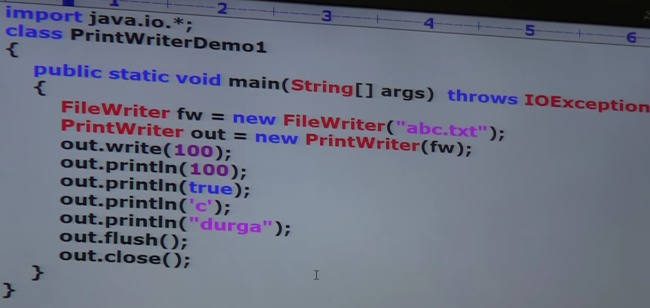 1 2 3 4 5 6
import java.io.*;
class PrintWriterDemo1
{
public static void main(String[] args) throws IOException
{
FileWriter fw = new FileWriter("abc.txt");
PrintWriter out = new PrintWriter(fw);
out.write(100);
out.println(100);
out.println(true);
out.println('c');
out.println("durga");
out.flush();
out.close();
}
}